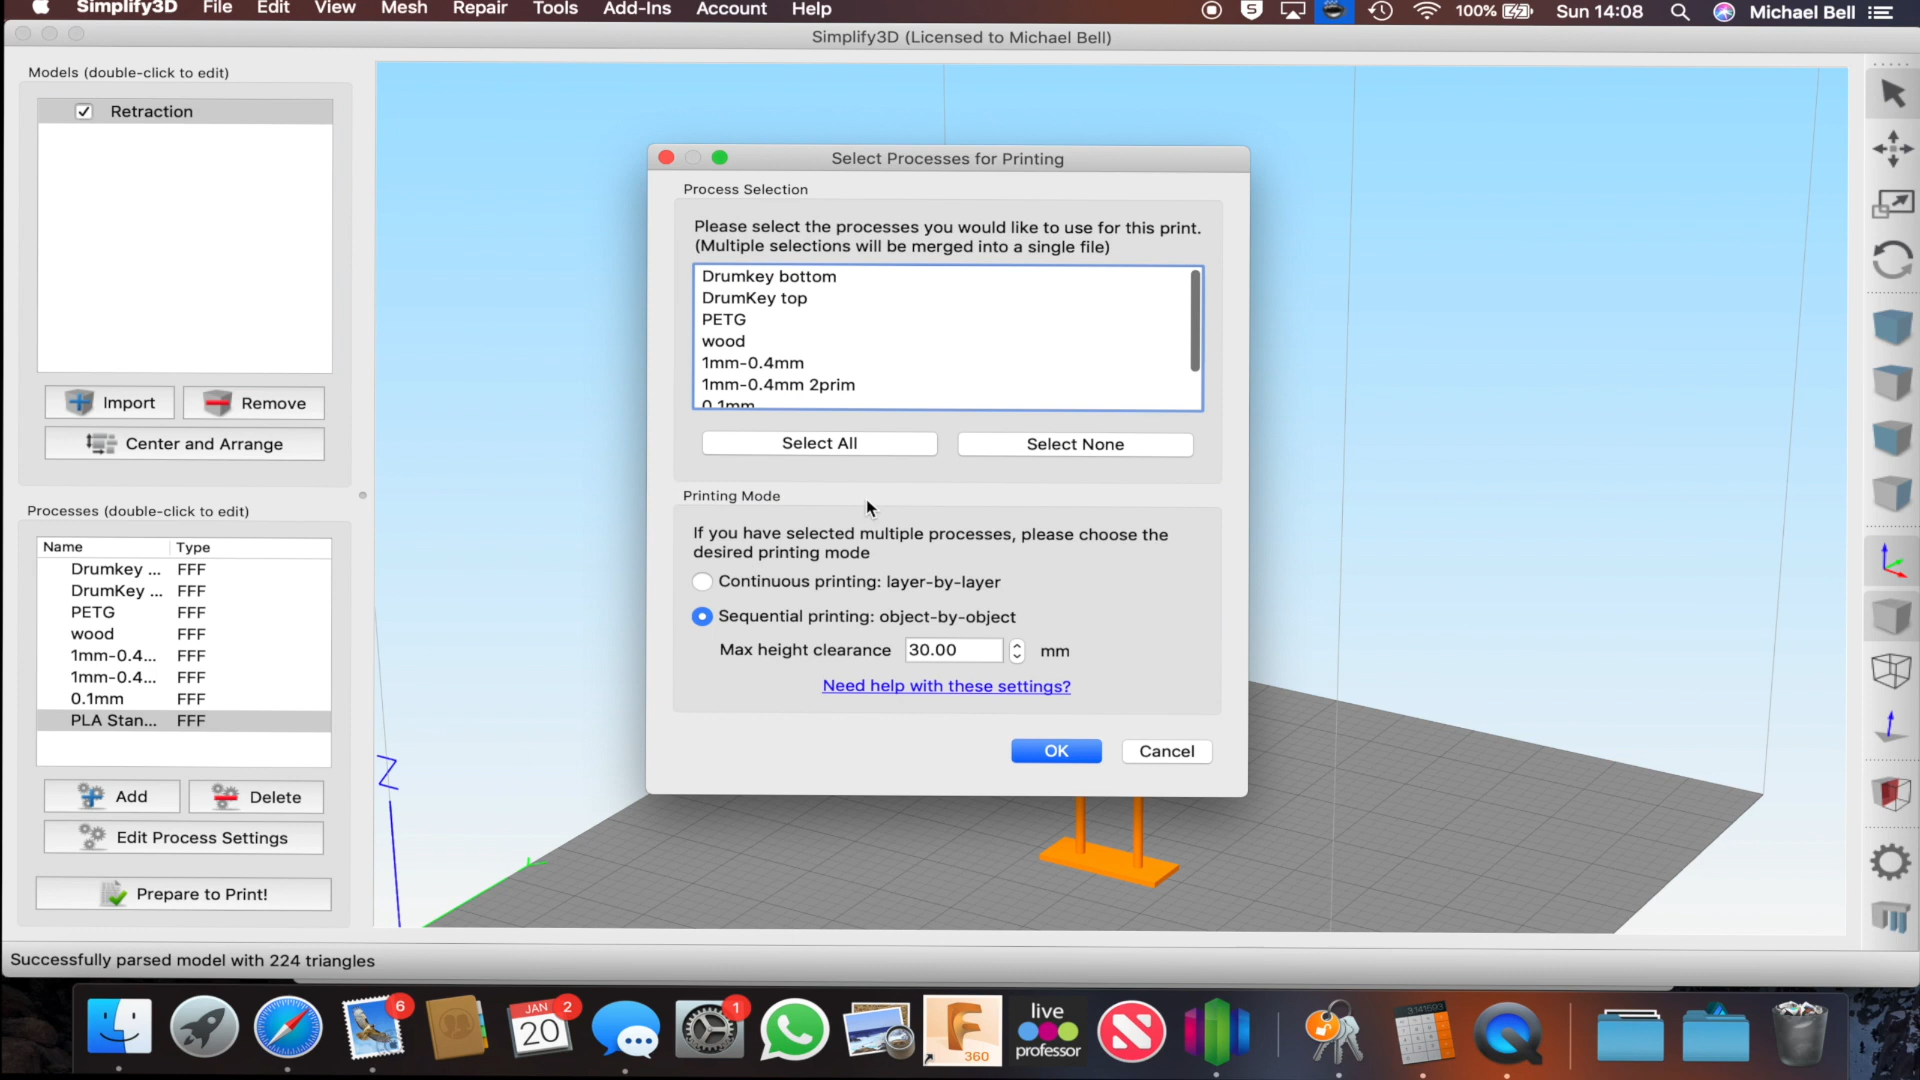 Simplify3D File Edit View Mesh Repair Tools Add-Ins Account Help
S 100% Sun 14:08 Michael Bell
Simplify3D (Licensed to Michael Bell)
Models (double-click to edit)
Retraction
Import Remove
Center and Arrange
Processes (double-click to edit)
Name Type
Drumkey ... FFF
DrumKey ... FFF
PETG FFF
wood FFF
1mm-0.4... FFF
1mm-0.4... FFF
0.1mm FFF
PLA Stan... FFF
Add Delete
Edit Process Settings
Prepare to Print!
Successfully parsed model with 224 triangles
Select Processes for Printing
Process Selection
Please select the processes you would like to use for this print.
(Multiple selections will be merged into a single file)
Drumkey bottom
DrumKey top
PETG
wood
1mm-0.4mm
1mm-0.4mm 2prim
0.1mm
Select All Select None
Printing Mode
If you have selected multiple processes, please choose the
desired printing mode
Continuous printing: layer-by-layer
Sequential printing: object-by-object
Max height clearance 30.00 mm
Need help with these settings?
OK Cancel
Z
6
JAN 2
20
1
F
360
live
professor
N
3.141593